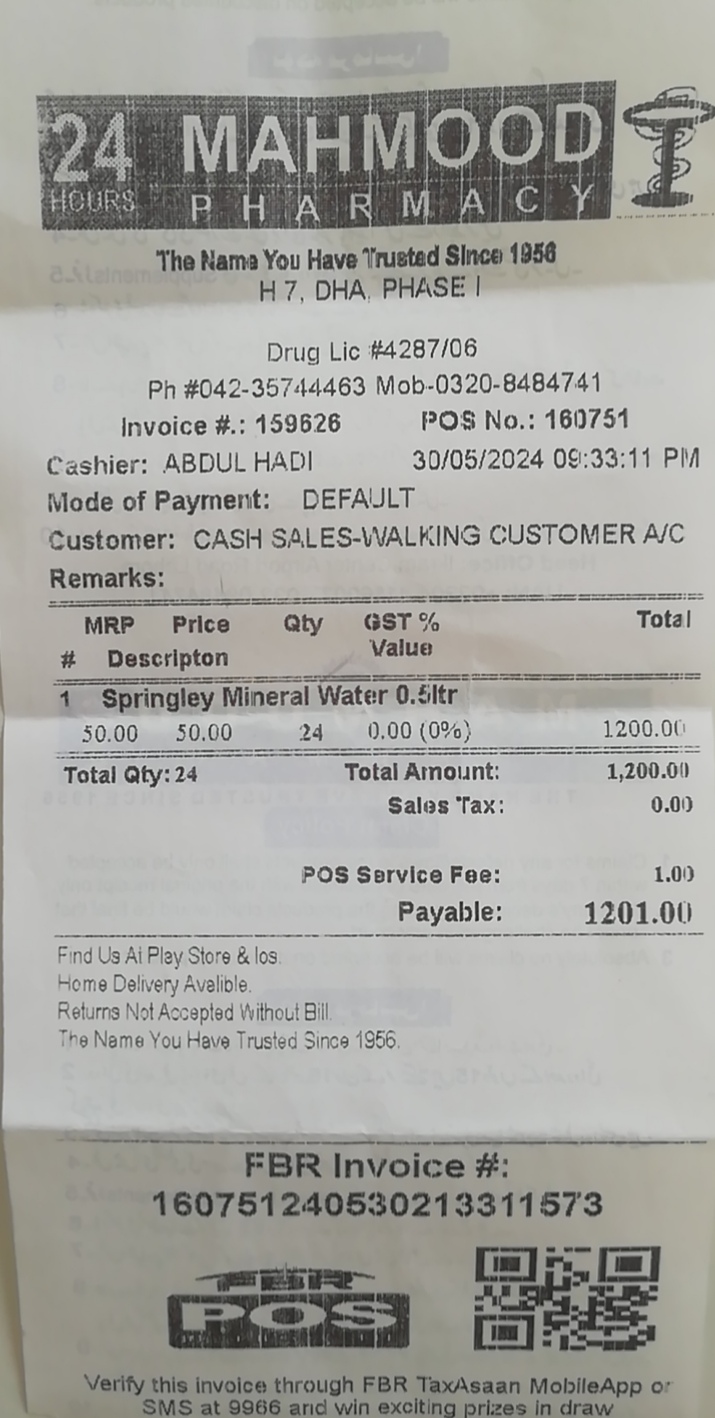 24 MAHMOOD
HOURS PHARMACY
The Name You Have Trusted Since 1956
H 7, DHA, PHASE I
Drug Lic #4287/06
Ph #042-35744463 Mob-0320-8484741
Invoice #.: 159626 POS No.: 160751
Cashier: ABDUL HADI 30/05/2024 09:33:11 PM
Mode of Payment: DEFAULT
Customer: CASH SALES-WALKING CUSTOMER A/C
Remarks:
MRP Price Qty GST % Total
Value
# Descripton
1 Springley Mineral Water 0.5ltr
50.00 50.00 24 0.00 (0%) 1200.00
Total Qty: 24 Total Amount: 1,200.00
Sales Tax: 0.00
POS Service Fee: 1.00
Payable: 1201.00
Find Us At Play Store & Ios.
Home Delivery Avalible.
Returns Not Accepted Without Bill.
The Name You Have Trusted Since 1956.
FBR Invoice #:
160751240530213311573
FBR
POS
Verify this invoice through FBR TaxAsaan MobileApp or
SMS at 9966 and win exciting prizes in draw